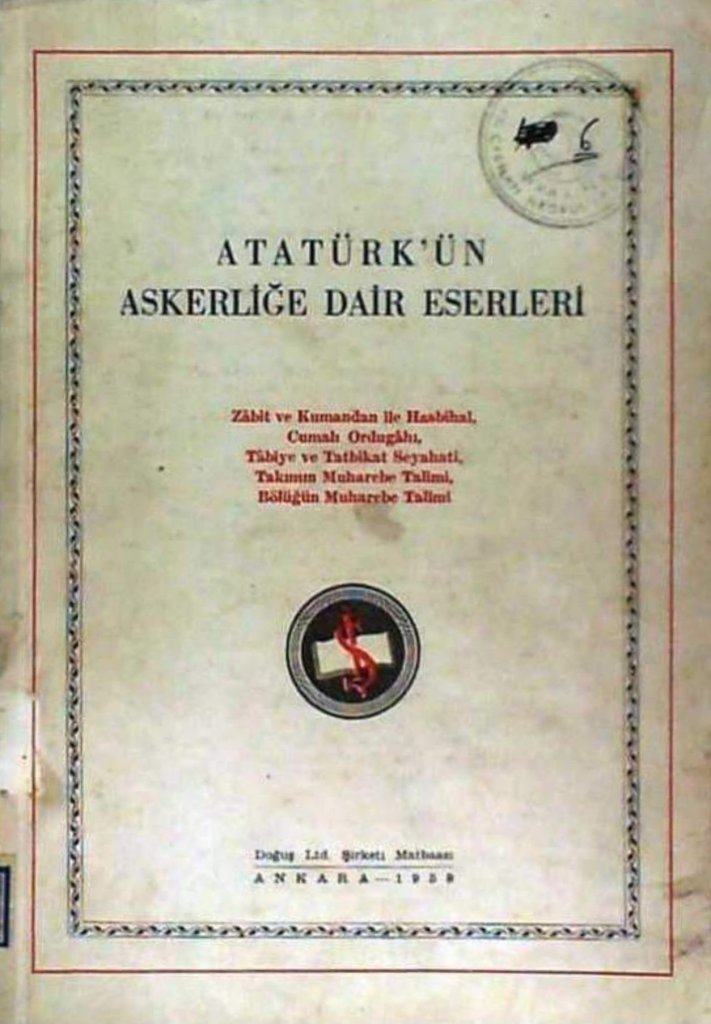 6
ATATÜRK'ÜN
ASKERLİĞE DAİR ESERLERİ
Zâbit ve Kumandan ile Hasbihal,
Cumalı Ordugâhı,
Tâbiye ve Tatbikat Seyahati,
Takımın Muharebe Talimi,
Bölüğün Muharebe Talimi
Doğuş Ltd. Şirketi Matbaası
ANKARA—1959